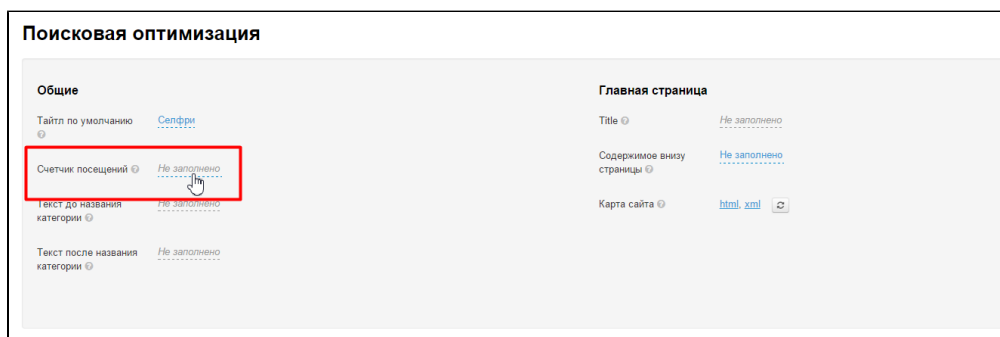 Поисковая оптимизация
Общие
Тайтл по умолчанию
Селфри
Счетчик посещений
Не заполнено
Текст до названия
категории
Не заполнено
Текст после названия
категории
Не заполнено
Главная страница
Title
Не заполнено
Содержимое внизу
страницы
Не заполнено
Карта сайта
html, xml